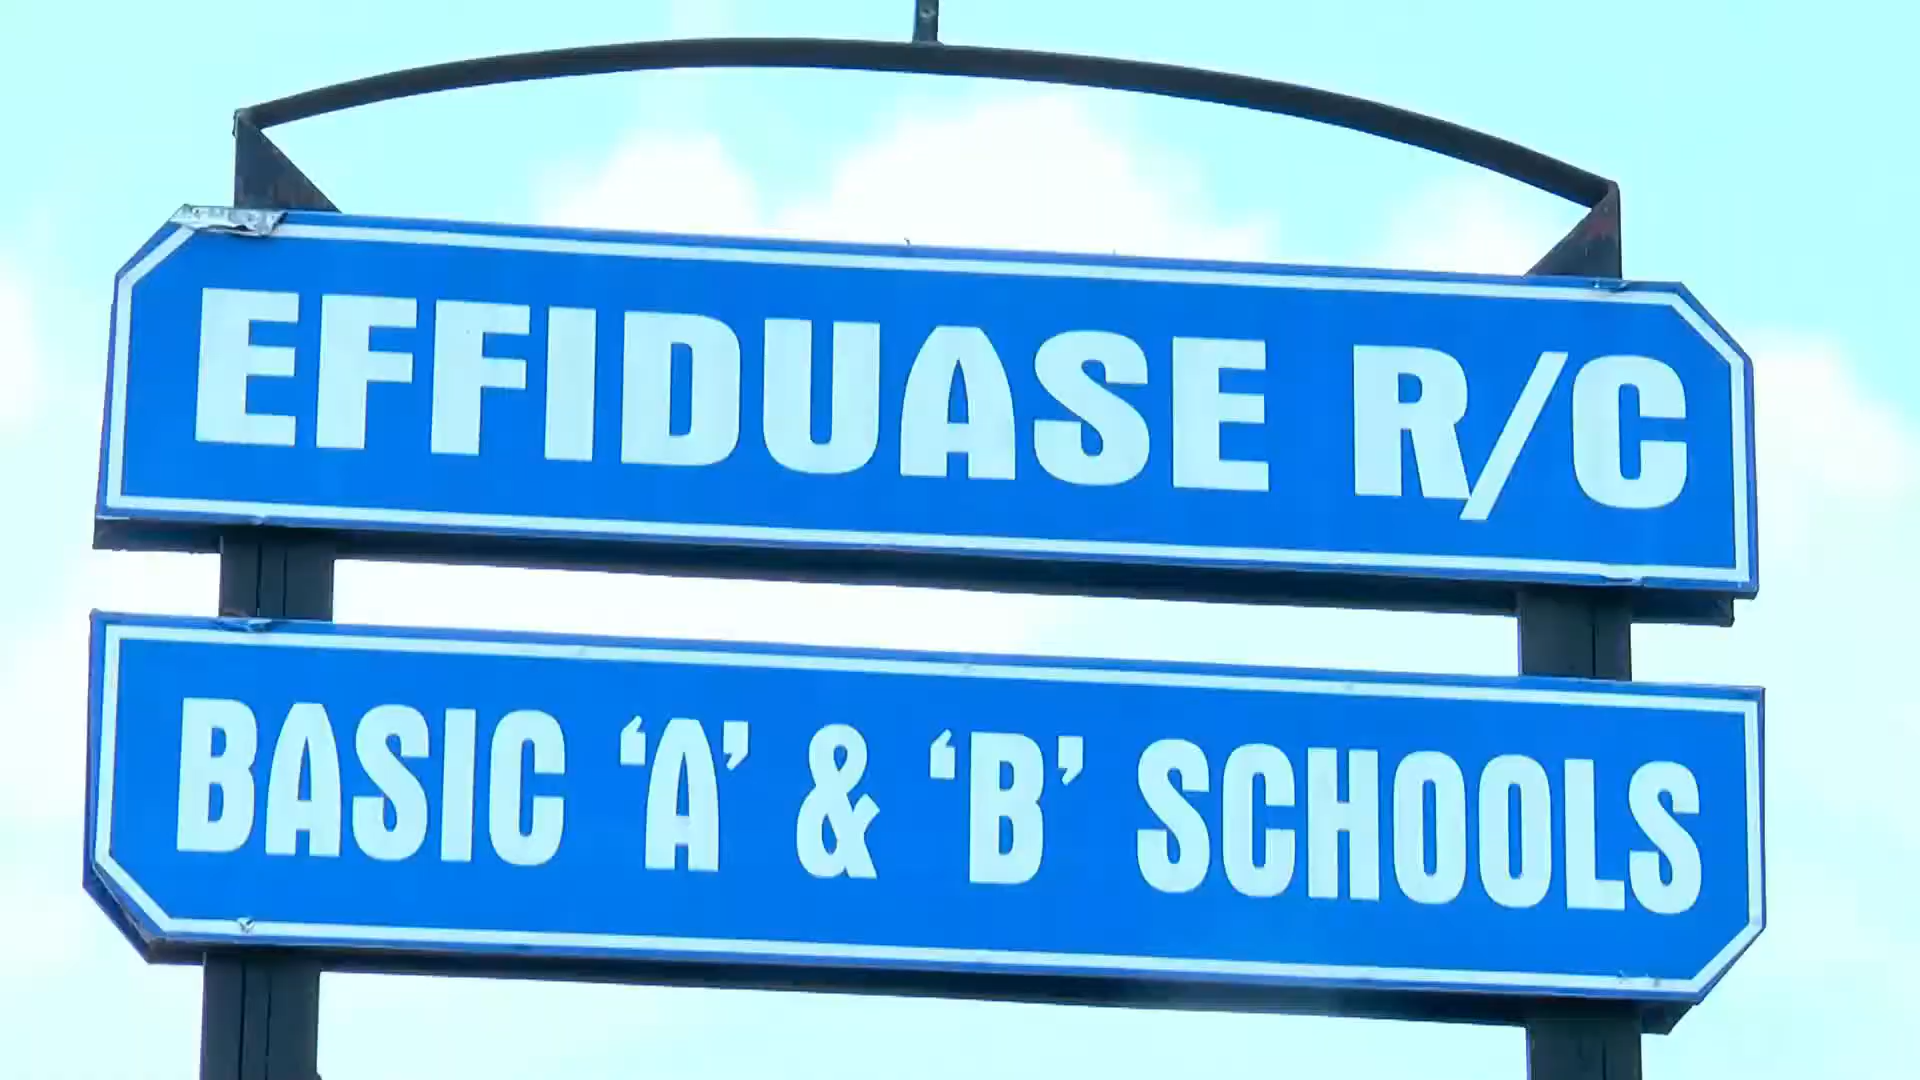 EFFIDUASE R/C
BASIC ‘A’ & ‘B’ SCHOOLS